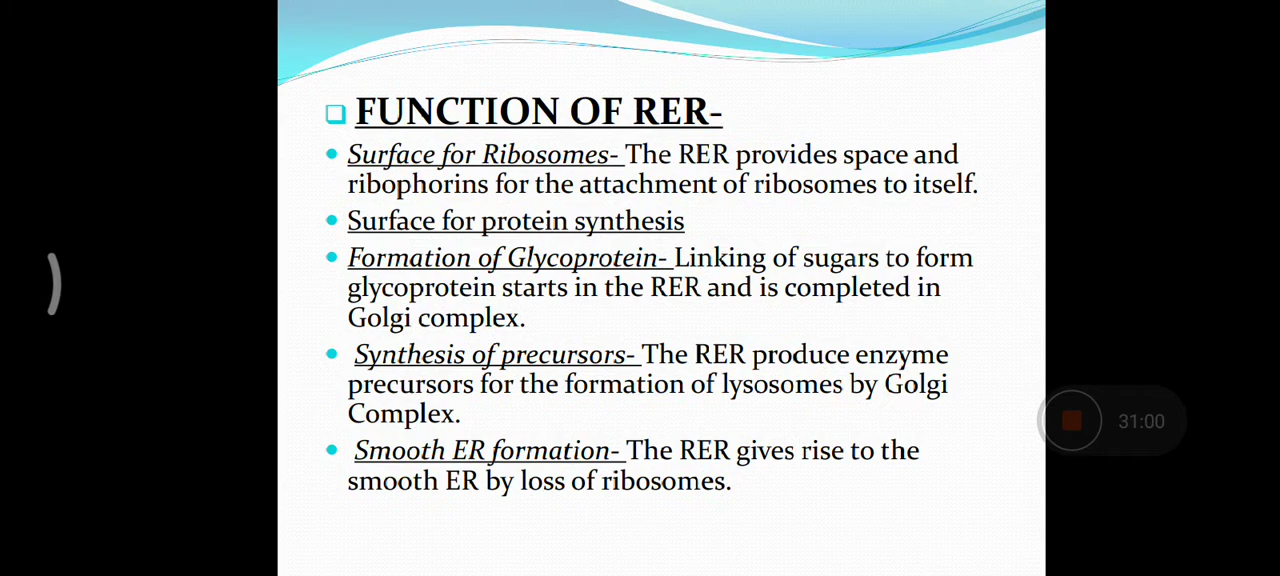 FUNCTION OF RER-
Surface for Ribosomes- The RER provides space and
ribophorins for the attachment of ribosomes to itself.
Surface for protein synthesis
Formation of Glycoprotein- Linking of sugars to form
glycoprotein starts in the RER and is completed in
Golgi complex.
Synthesis of precursors- The RER produce enzyme
precursors for the formation of lysosomes by Golgi
Complex.
Smooth ER formation- The RER gives rise to the
smooth ER by loss of ribosomes.
31:00